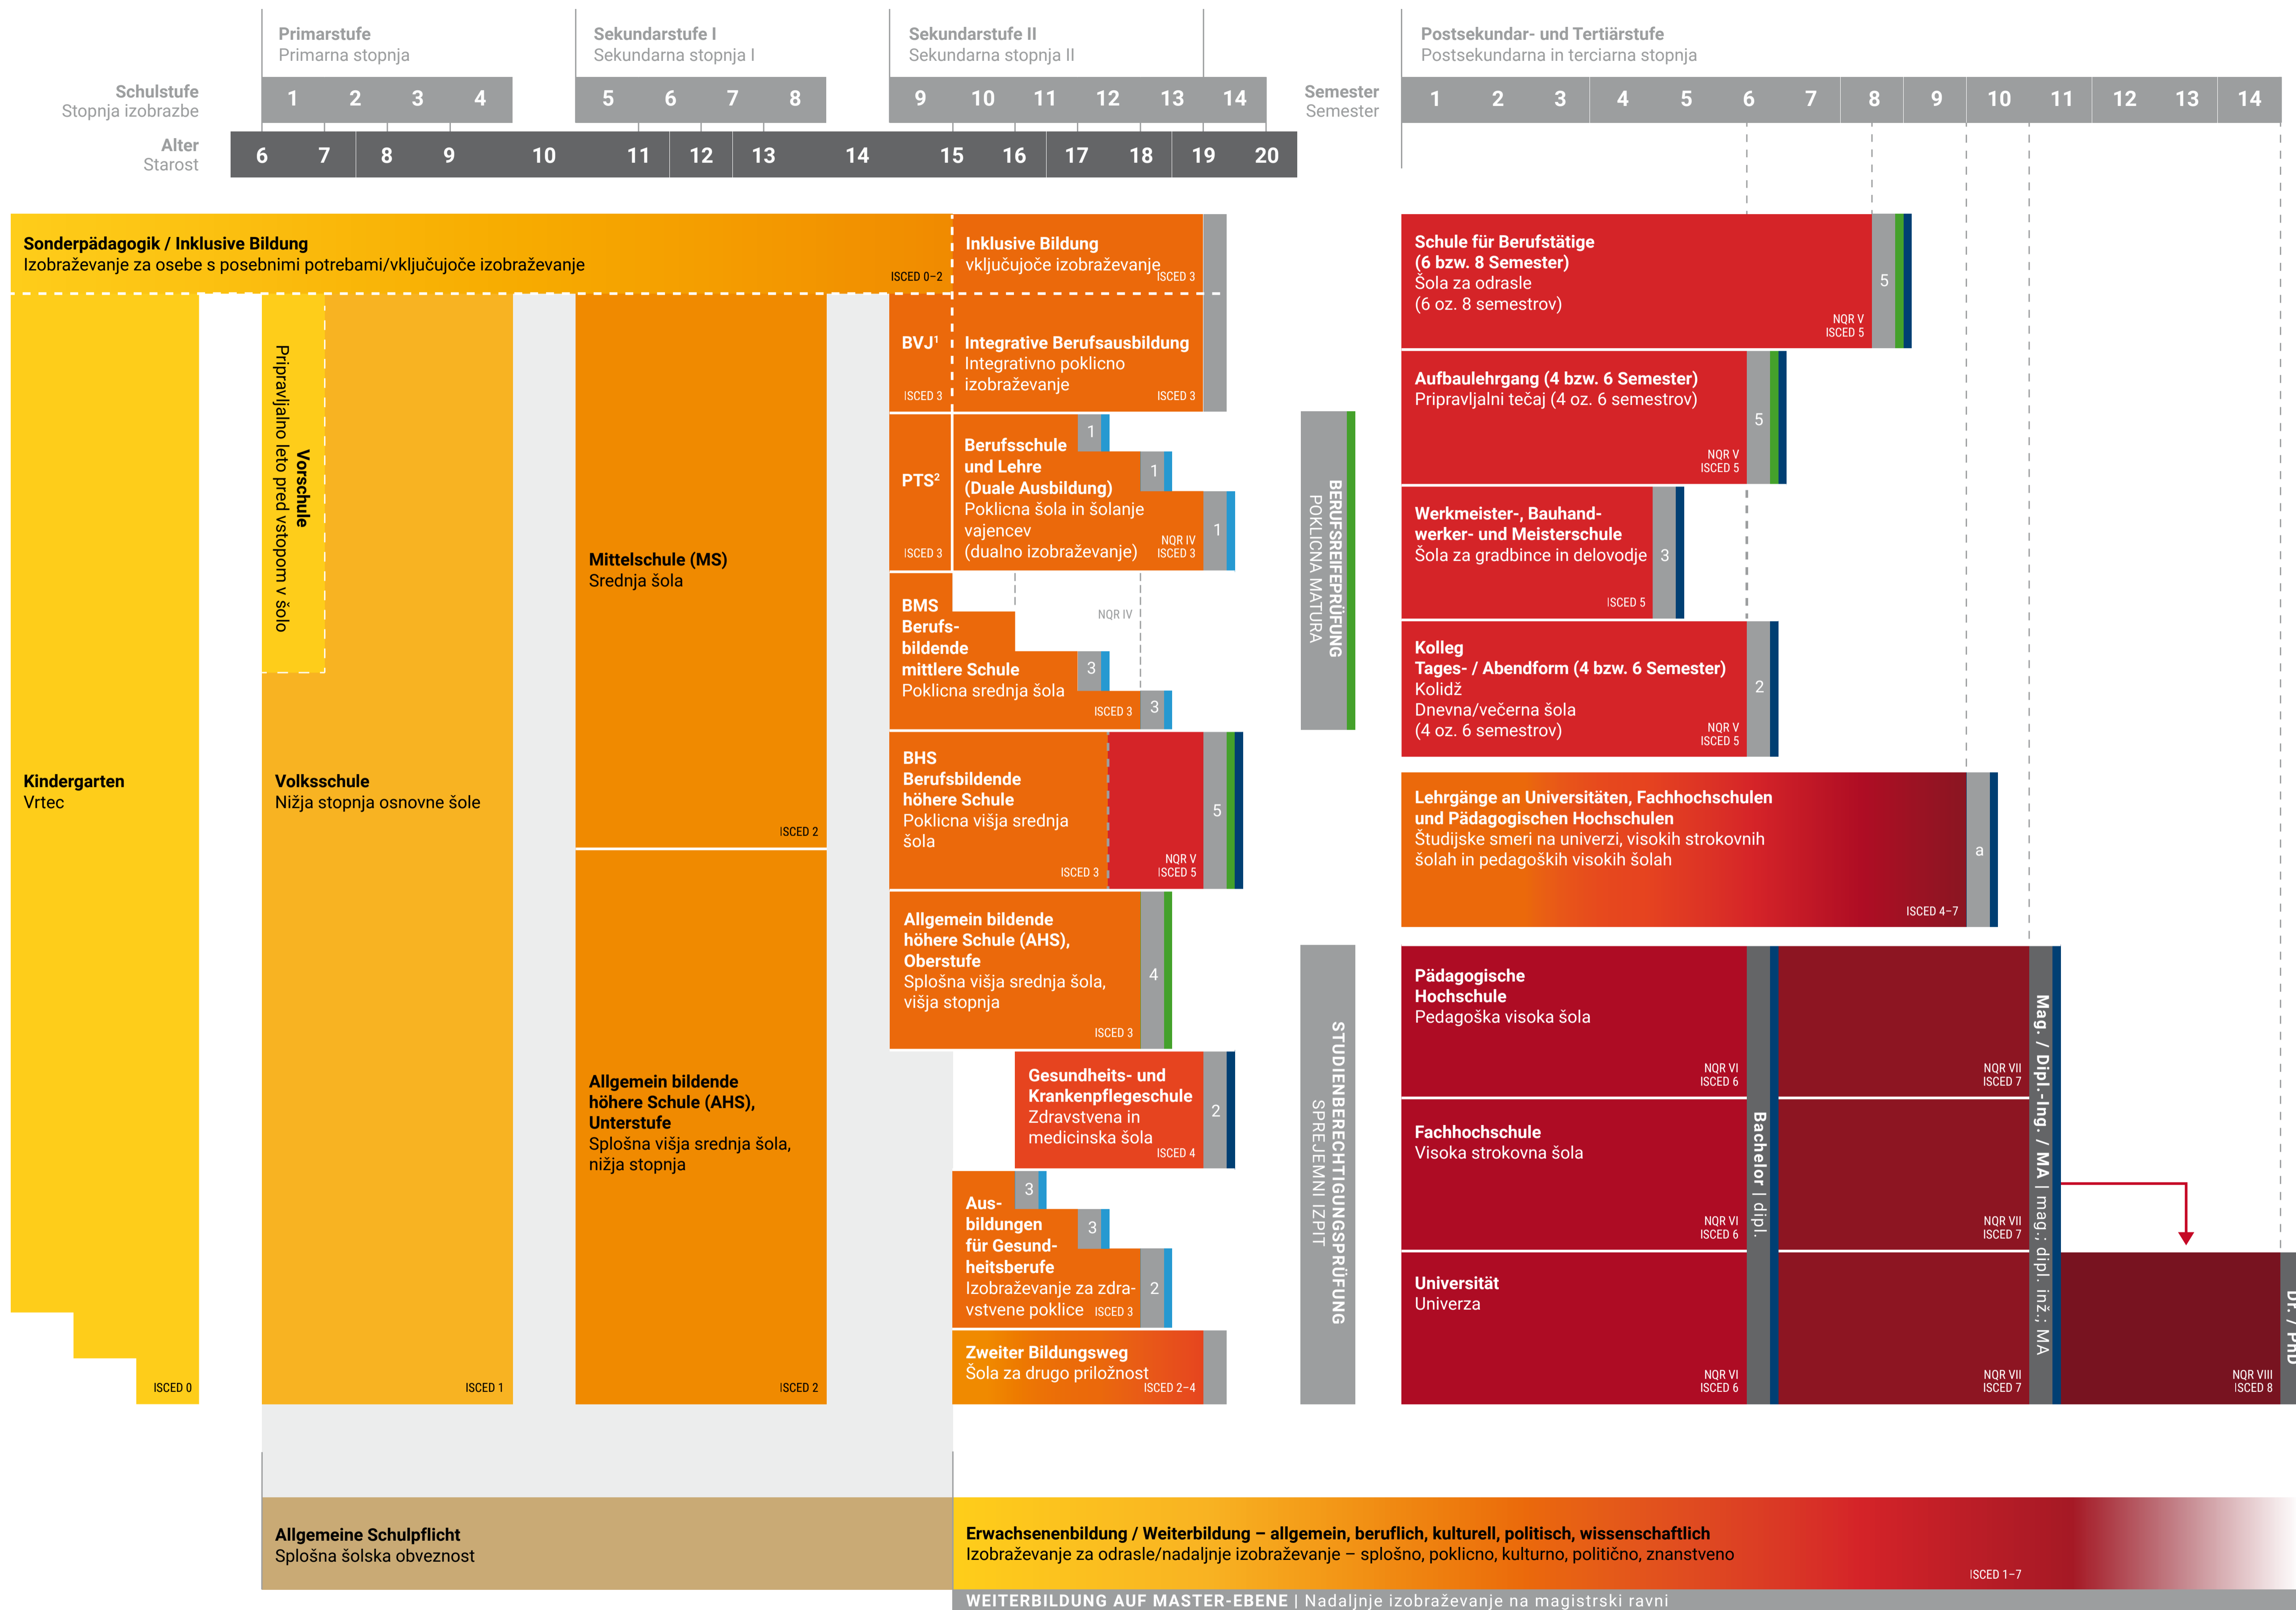 Primarstufe
Primarna stopnja
Sekundarstufe I
Sekundarna stopnja I
Sekundarstufe II
Sekundarna stopnja II
Postsekundar- und Tertiärstufe
Postsekundarna in terciarna stopnja
Schulstufe
Stopnja izobrazbe
1 2 3 4 5 6 7 8 9 10 11 12 13 14
Semester
Semester
1 2 3 4 5 6 7 8 9 10 11 12 13 14
Alter
Starost
6 7 8 9 10 11 12 13 14 15 16 17 18 19 20
Sonderpädagogik / Inklusive Bildung
Izobraževanje za osebe s posebnimi potrebami/vključujoče izobraževanje
ISCED 0–2
Inklusive Bildung
vključujoče izobraževanje
ISCED 3
Kindergarten
Vrtec
ISCED 0
Vorschule
Pripravljalno leto pred vstopom v šolo
Volksschule
Nižja stopnja osnovne šole
ISCED 1
Mittelschule (MS)
Srednja šola
ISCED 2
Allgemein bildende
höhere Schule (AHS),
Unterstufe
Splošna višja srednja šola,
nižja stopnja
ISCED 2
BVJ¹
ISCED 3
Integrative Berufsausbildung
Integrativno poklicno
izobraževanje
ISCED 3
PTS²
ISCED 3
Berufsschule
und Lehre
(Duale Ausbildung)
Poklicna šola in šolanje
vajencev
(dualno izobraževanje)
NQR IV
ISCED 3
1
1
1
BMS
Berufs-
bildende
mittlere Schule
Poklicna srednja šola
ISCED 3
NQR IV
3
3
BHS
Berufsbildende
höhere Schule
Poklicna višja srednja
šola
ISCED 3
NQR V
ISCED 5
5
Allgemein bildende
höhere Schule (AHS),
Oberstufe
Splošna višja srednja šola,
višja stopnja
ISCED 3
4
Gesundheits- und
Krankenpflegeschule
Zdravstvena in
medicinska šola
ISCED 4
2
Aus-
bildungen
für Gesund-
heitsberufe
Izobraževanje za zdra-
vstvene poklice
ISCED 3
3
3
2
Zweiter Bildungsweg
Šola za drugo priložnost
ISCED 2–4
BERUFSREIFEPRÜFUNG
POKLICNA MATURA
STUDIENBERECHTIGUNGSPRÜFUNG
SPREJEMNI IZPIT
Schule für Berufstätige
(6 bzw. 8 Semester)
Šola za odrasle
(6 oz. 8 semestrov)
NQR V
ISCED 5
5
Aufbaulehrgang (4 bzw. 6 Semester)
Pripravljalni tečaj (4 oz. 6 semestrov)
NQR V
ISCED 5
5
Werkmeister-, Bauhand-
werker- und Meisterschule
Šola za gradbince in delovodje
ISCED 5
3
Kolleg
Tages- / Abendform (4 bzw. 6 Semester)
Kolidž
Dnevna/večerna šola
(4 oz. 6 semestrov)
NQR V
ISCED 5
2
Lehrgänge an Universitäten, Fachhochschulen
und Pädagogischen Hochschulen
Študijske smeri na univerzi, visokih strokovnih
šolah in pedagoških visokih šolah
ISCED 4–7
a
Pädagogische
Hochschule
Pedagoška visoka šola
NQR VI
ISCED 6
NQR VII
ISCED 7
Fachhochschule
Visoka strokovna šola
NQR VI
ISCED 6
NQR VII
ISCED 7
Universität
Univerza
NQR VI
ISCED 6
NQR VII
ISCED 7
NQR VIII
ISCED 8
Bachelor | dipl.
Mag. / Dipl.-Ing. / MA | mag.; dipl. inž.; MA
Dr. / PhD
Allgemeine Schulpflicht
Splošna šolska obveznost
Erwachsenenbildung / Weiterbildung – allgemein, beruflich, kulturell, politisch, wissenschaftlich
Izobraževanje za odrasle/nadaljnje izobraževanje – splošno, poklicno, kulturno, politično, znanstveno
ISCED 1–7
WEITERBILDUNG AUF MASTER-EBENE | Nadaljnje izobraževanje na magistrski ravni